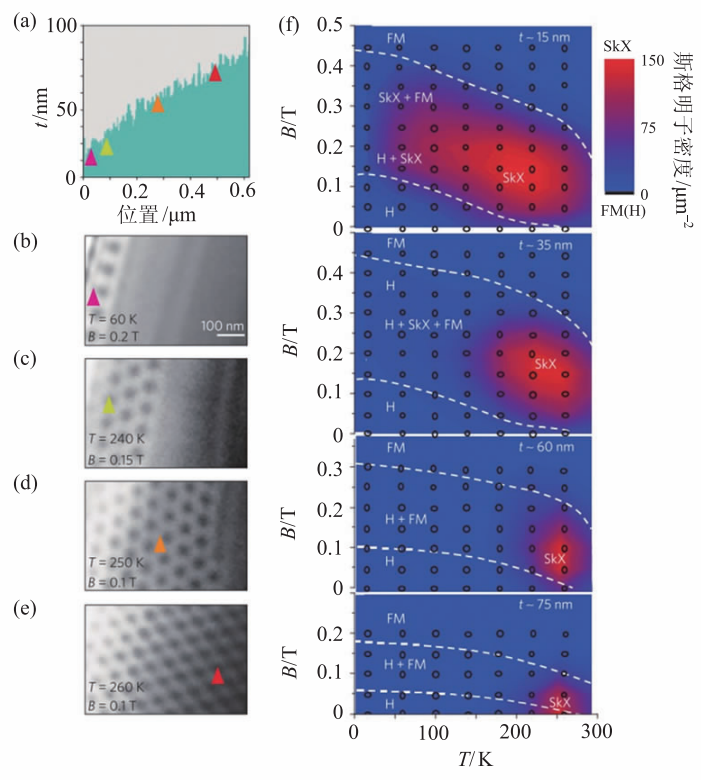 (a)
100
50
0
t/nm
0
0.2
0.4
0.6
位置/μm
(b)
T = 60 K
B = 0.2 T
100 nm
(c)
T = 240 K
B = 0.15 T
(d)
T = 250 K
B = 0.1 T
(e)
T = 260 K
B = 0.1 T
(f)
FM
t ~ 15 nm
0.5
0.4
0.3
0.2
0.1
0
B/T
SkX + FM
H + SkX
SkX
H
SkX
150
75
0
FM(H)
斯格明子密度/μm⁻²
FM
t ~ 35 nm
0.4
0.3
0.2
0.1
0
B/T
H
H + SkX + FM
SkX
H
FM
t ~ 60 nm
0.3
0.2
0.1
0
B/T
H + FM
H
SkX
t ~ 75 nm
FM
0.2
0.1
0
B/T
H + FM
H
SkX
0
100
200
300
T/K